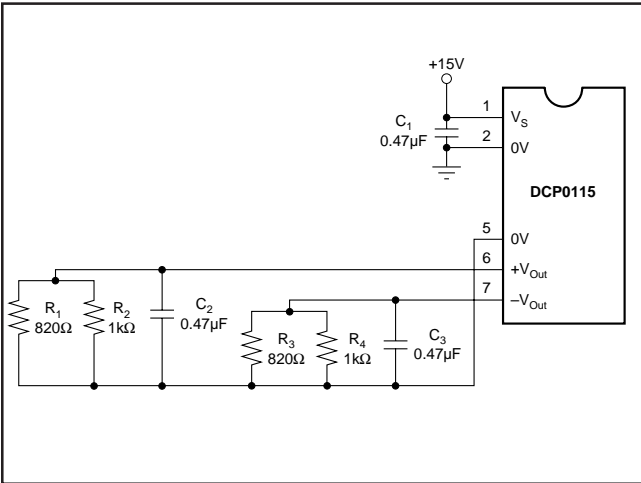 +15V
1
V_S
C_1
0.47µF
2
0V
DCP0115
5
0V
6
+V_Out
7
–V_Out
R_1
820Ω
R_2
1kΩ
C_2
0.47µF
R_3
820Ω
R_4
1kΩ
C_3
0.47µF